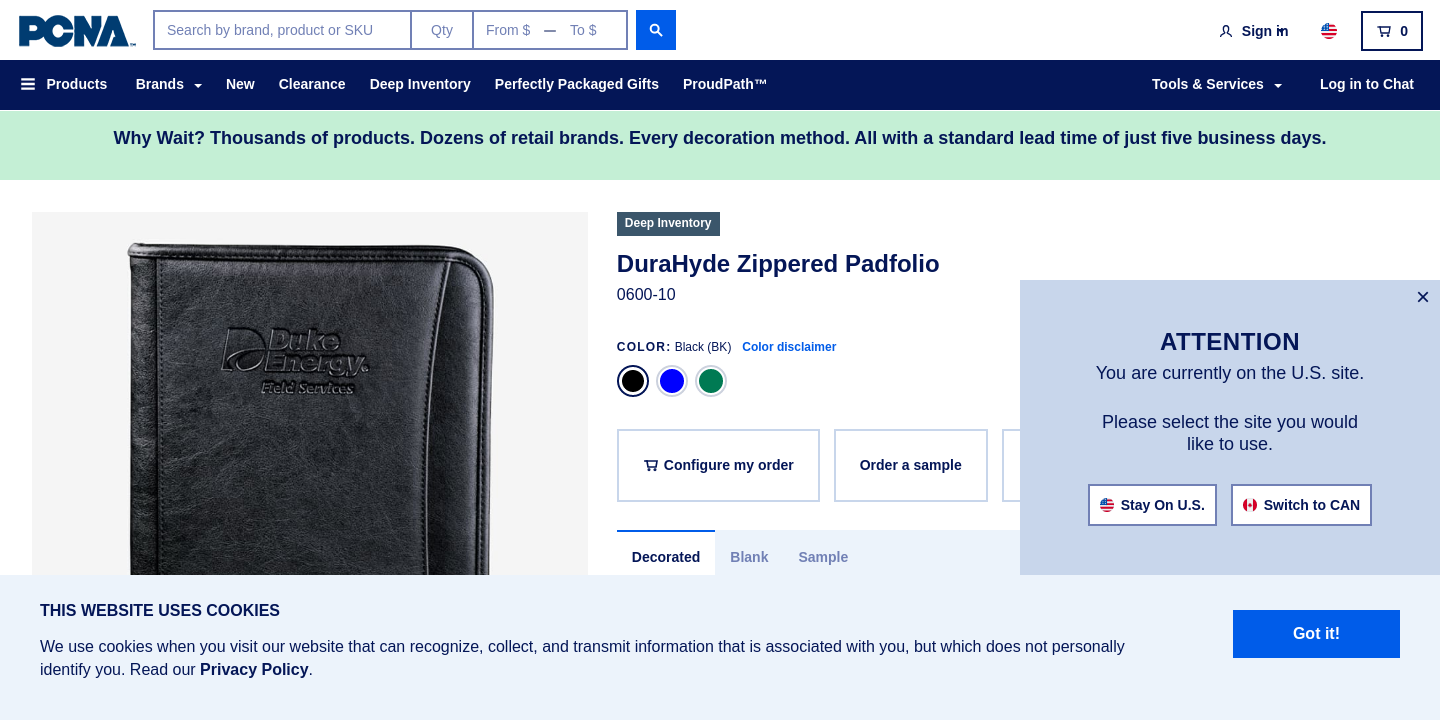 PCNA™
Search by brand, product or SKU
Qty
From $ — To $
Sign in
0
Products
Brands
New
Clearance
Deep Inventory
Perfectly Packaged Gifts
ProudPath™
Tools & Services
Log in to Chat
Why Wait? Thousands of products. Dozens of retail brands. Every decoration method. All with a standard lead time of just five business days.
Duke
Energy®
Field Services
Deep Inventory
DuraHyde Zippered Padfolio
0600-10
COLOR: Black (BK) Color disclaimer
Configure my order
Order a sample
Decorated
Blank
Sample
×
ATTENTION
You are currently on the U.S. site.
Please select the site you would
like to use.
Stay On U.S.
Switch to CAN
THIS WEBSITE USES COOKIES
We use cookies when you visit our website that can recognize, collect, and transmit information that is associated with you, but which does not personally
identify you. Read our Privacy Policy.
Got it!